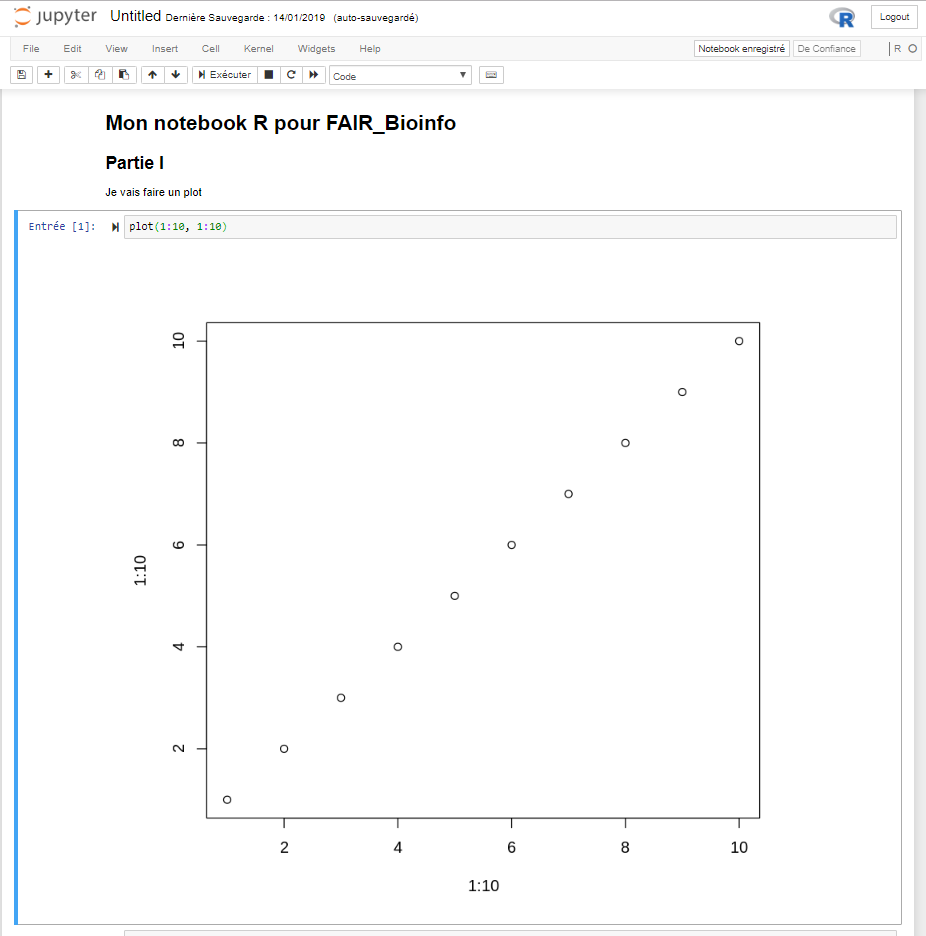 jupyter Untitled Dernière Sauvegarde : 14/01/2019 (auto-sauvegardé) R Logout
File Edit View Insert Cell Kernel Widgets Help Notebook enregistré De Confiance R
Exécuter Code
Mon notebook R pour FAIR_Bioinfo
Partie I
Je vais faire un plot
Entrée [1]: plot(1:10, 1:10)
10
8
6
4
2
1:10
2 4 6 8 10
1:10